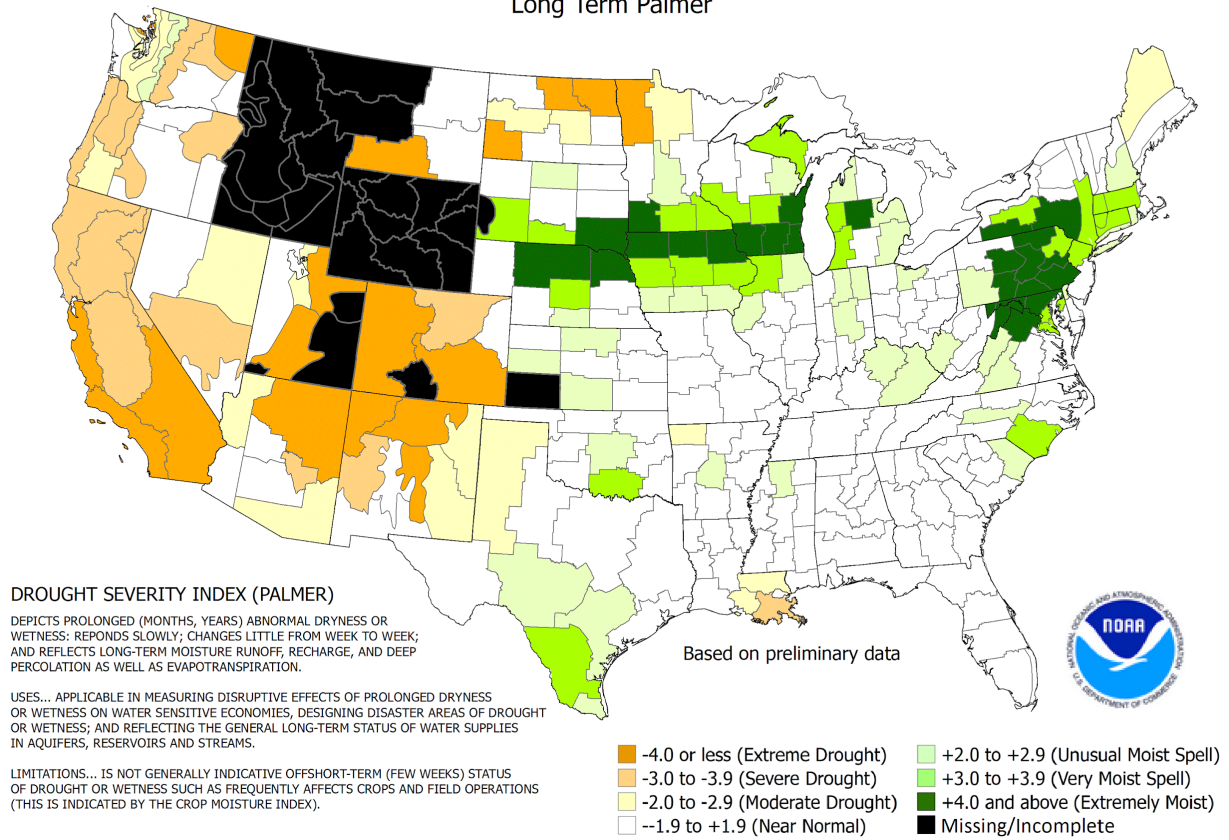 Long Term Palmer
DROUGHT SEVERITY INDEX (PALMER)
DEPICTS PROLONGED (MONTHS, YEARS) ABNORMAL DRYNESS OR
WETNESS: REPONDS SLOWLY; CHANGES LITTLE FROM WEEK TO WEEK;
AND REFLECTS LONG-TERM MOISTURE RUNOFF, RECHARGE, AND DEEP
PERCOLATION AS WELL AS EVAPOTRANSPIRATION.
USES... APPLICABLE IN MEASURING DISRUPTIVE EFFECTS OF PROLONGED DRYNESS
OR WETNESS ON WATER SENSITIVE ECONOMIES, DESIGNING DISASTER AREAS OF DROUGHT
OR WETNESS; AND REFLECTING THE GENERAL LONG-TERM STATUS OF WATER SUPPLIES
IN AQUIFERS, RESERVOIRS AND STREAMS.
LIMITATIONS... IS NOT GENERALLY INDICATIVE OFFSHORT-TERM (FEW WEEKS) STATUS
OF DROUGHT OR WETNESS SUCH AS FREQUENTLY AFFECTS CROPS AND FIELD OPERATIONS
(THIS IS INDICATED BY THE CROP MOISTURE INDEX).
Based on preliminary data
NATIONAL OCEANIC AND ATMOSPHERIC ADMINISTRATION
NOAA
U.S. DEPARTMENT OF COMMERCE
-4.0 or less (Extreme Drought)
-3.0 to -3.9 (Severe Drought)
-2.0 to -2.9 (Moderate Drought)
--1.9 to +1.9 (Near Normal)
+2.0 to +2.9 (Unusual Moist Spell)
+3.0 to +3.9 (Very Moist Spell)
+4.0 and above (Extremely Moist)
Missing/Incomplete